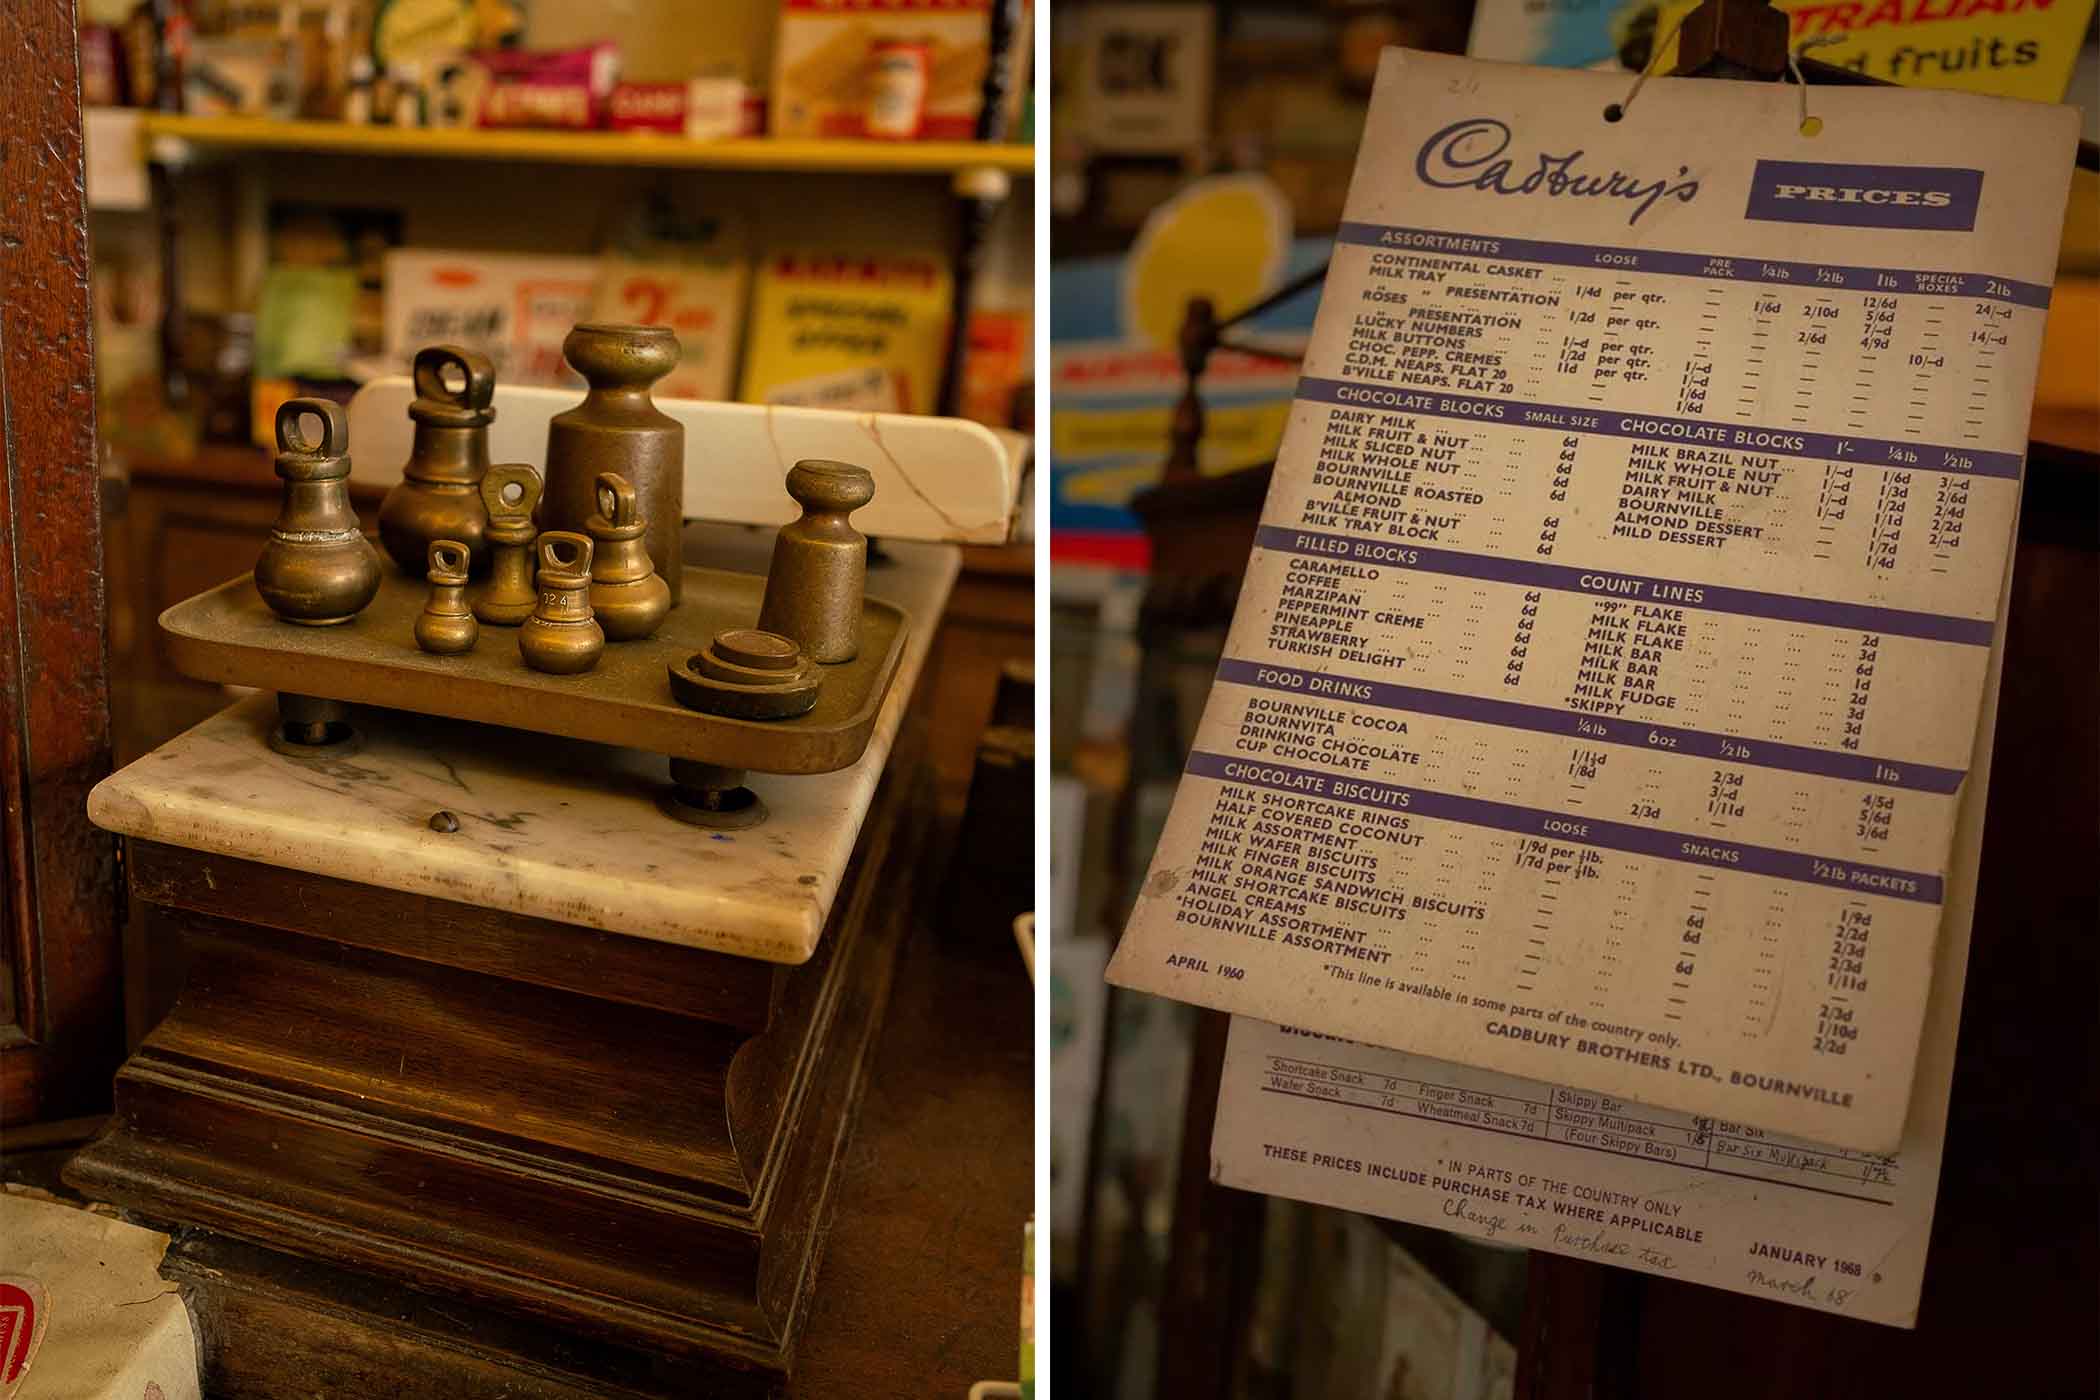 TRALIAN
d fruits
2/1
Cadbury's
PRICES
ASSORTMENTS LOOSE PRE PACK ¼lb ½lb 1lb SPECIAL BOXES 2lb
CONTINENTAL CASKET ... — — — — 12/6d — 24/-d
MILK TRAY ... 1/4d per qtr. — 1/6d 2/10d 5/6d — —
" " PRESENTATION — — — — 7/-d — 14/-d
ROSES ... 1/2d per qtr. — — 2/6d 4/9d — —
" PRESENTATION ... — — — — — 10/-d —
LUCKY NUMBERS ... 1/-d per qtr.
MILK BUTTONS ... 1/2d per qtr. 1/-d
CHOC. PEPP. CREMES ... 11d per qtr. 1/-d
C.D.M. NEAPS. FLAT 20 ... — 1/6d
B'VILLE NEAPS. FLAT 20 ... — 1/6d
CHOCOLATE BLOCKS SMALL SIZE
DAIRY MILK ... 6d
MILK FRUIT & NUT ... 6d
MILK SLICED NUT ... 6d
MILK WHOLE NUT ... 6d
BOURNVILLE ... 6d
BOURNVILLE ROASTED
ALMOND ... 6d
B'VILLE FRUIT & NUT ... 6d
MILK TRAY BLOCK ... 6d
CHOCOLATE BLOCKS 1'- ¼lb ½lb
MILK BRAZIL NUT ... — 1/6d 3/-d
MILK WHOLE NUT 1/-d 1/3d 2/6d
MILK FRUIT & NUT ... 1/-d 1/2d 2/4d
DAIRY MILK ... 1/-d 1/1d 2/2d
BOURNVILLE ... 1/-d 1/-d 2/-d
ALMOND DESSERT ... — 1/7d —
MILD DESSERT ... — 1/4d —
FILLED BLOCKS
CARAMELLO ... 6d
COFFEE ... 6d
MARZIPAN ... 6d
PEPPERMINT CREME ... 6d
PINEAPPLE ... 6d
STRAWBERRY ... 6d
TURKISH DELIGHT ... 6d
COUNT LINES
"99" FLAKE ... 2d
MILK FLAKE ... 3d
MILK FLAKE ... 6d
MILK BAR ... 1d
MILK BAR ... 2d
MILK BAR ... 3d
MILK FUDGE ... 3d
*SKIPPY ... 4d
FOOD DRINKS ¼lb 6oz ½lb 1lb
BOURNVILLE COCOA ... 1/1½d ... 2/3d ... 4/5d
BOURNVITA ... 1/8d ... 3/-d ... 5/6d
DRINKING CHOCOLATE ... — ... 1/11d ... 3/6d
CUP CHOCOLATE ... — 2/3d — —
CHOCOLATE BISCUITS LOOSE SNACKS ½lb PACKETS
MILK SHORTCAKE RINGS ... 1/9d per ½lb. ... — ... —
HALF COVERED COCONUT ... 1/7d per ½lb. ... — ... 1/9d
MILK ASSORTMENT ... — ... — ... 2/2d
MILK WAFER BISCUITS ... — ... 6d ... 2/3d
MILK FINGER BISCUITS ... — ... 6d ... 2/3d
MILK ORANGE SANDWICH BISCUITS — ... — ... 1/11d
MILK SHORTCAKE BISCUITS ... — ... 6d ... —
ANGEL CREAMS ... — ... — ... 2/3d
*HOLIDAY ASSORTMENT ... — ... — ... 1/10d
BOURNVILLE ASSORTMENT ... — ... — ... 2/2d
APRIL 1960 *This line is available in some parts of the country only.
CADBURY BROTHERS LTD., BOURNVILLE
Shortcake Snack 7d Finger Snack 7d Skippy Bar Bar Six
Wafer Snack 7d Wheatmeal Snack 7d Skippy Multipack Bar Six Multipack
(Four Skippy Bars)
* IN PARTS OF THE COUNTRY ONLY
THESE PRICES INCLUDE PURCHASE TAX WHERE APPLICABLE
Change in Purchase tax
JANUARY 1968
March 68